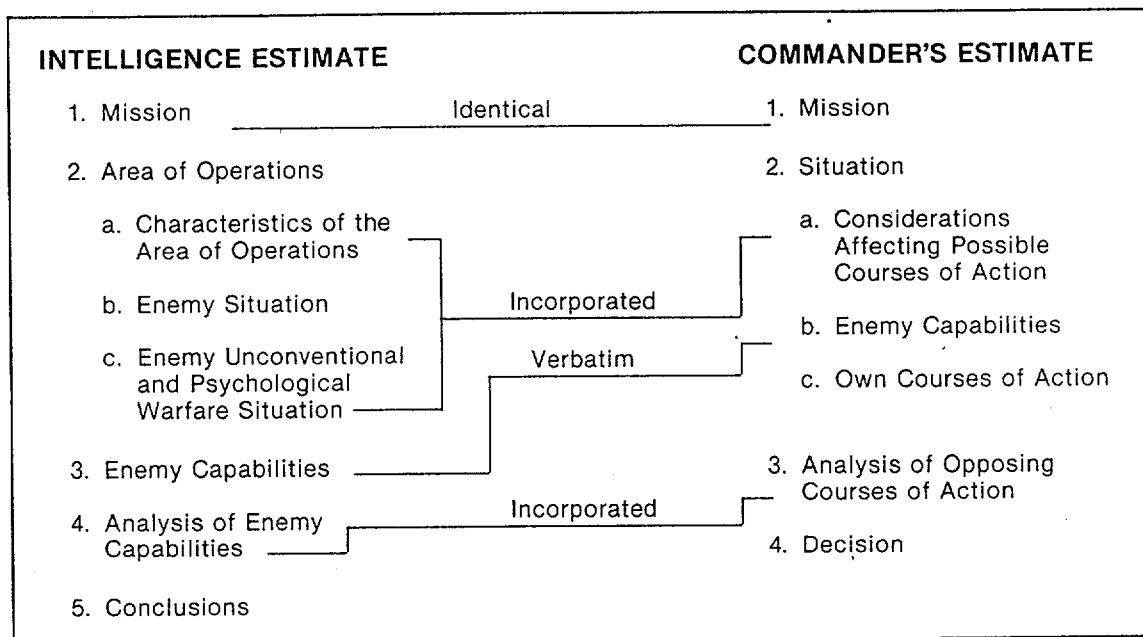 INTELLIGENCE ESTIMATE
1. Mission
2. Area of Operations
a. Characteristics of the
Area of Operations
b. Enemy Situation
c. Enemy Unconventional
and Psychological
Warfare Situation
3. Enemy Capabilities
4. Analysis of Enemy
Capabilities
5. Conclusions
Identical
Incorporated
Verbatim
Incorporated
COMMANDER'S ESTIMATE
1. Mission
2. Situation
a. Considerations
Affecting Possible
Courses of Action
b. Enemy Capabilities
c. Own Courses of Action
3. Analysis of Opposing
Courses of Action
4. Decision